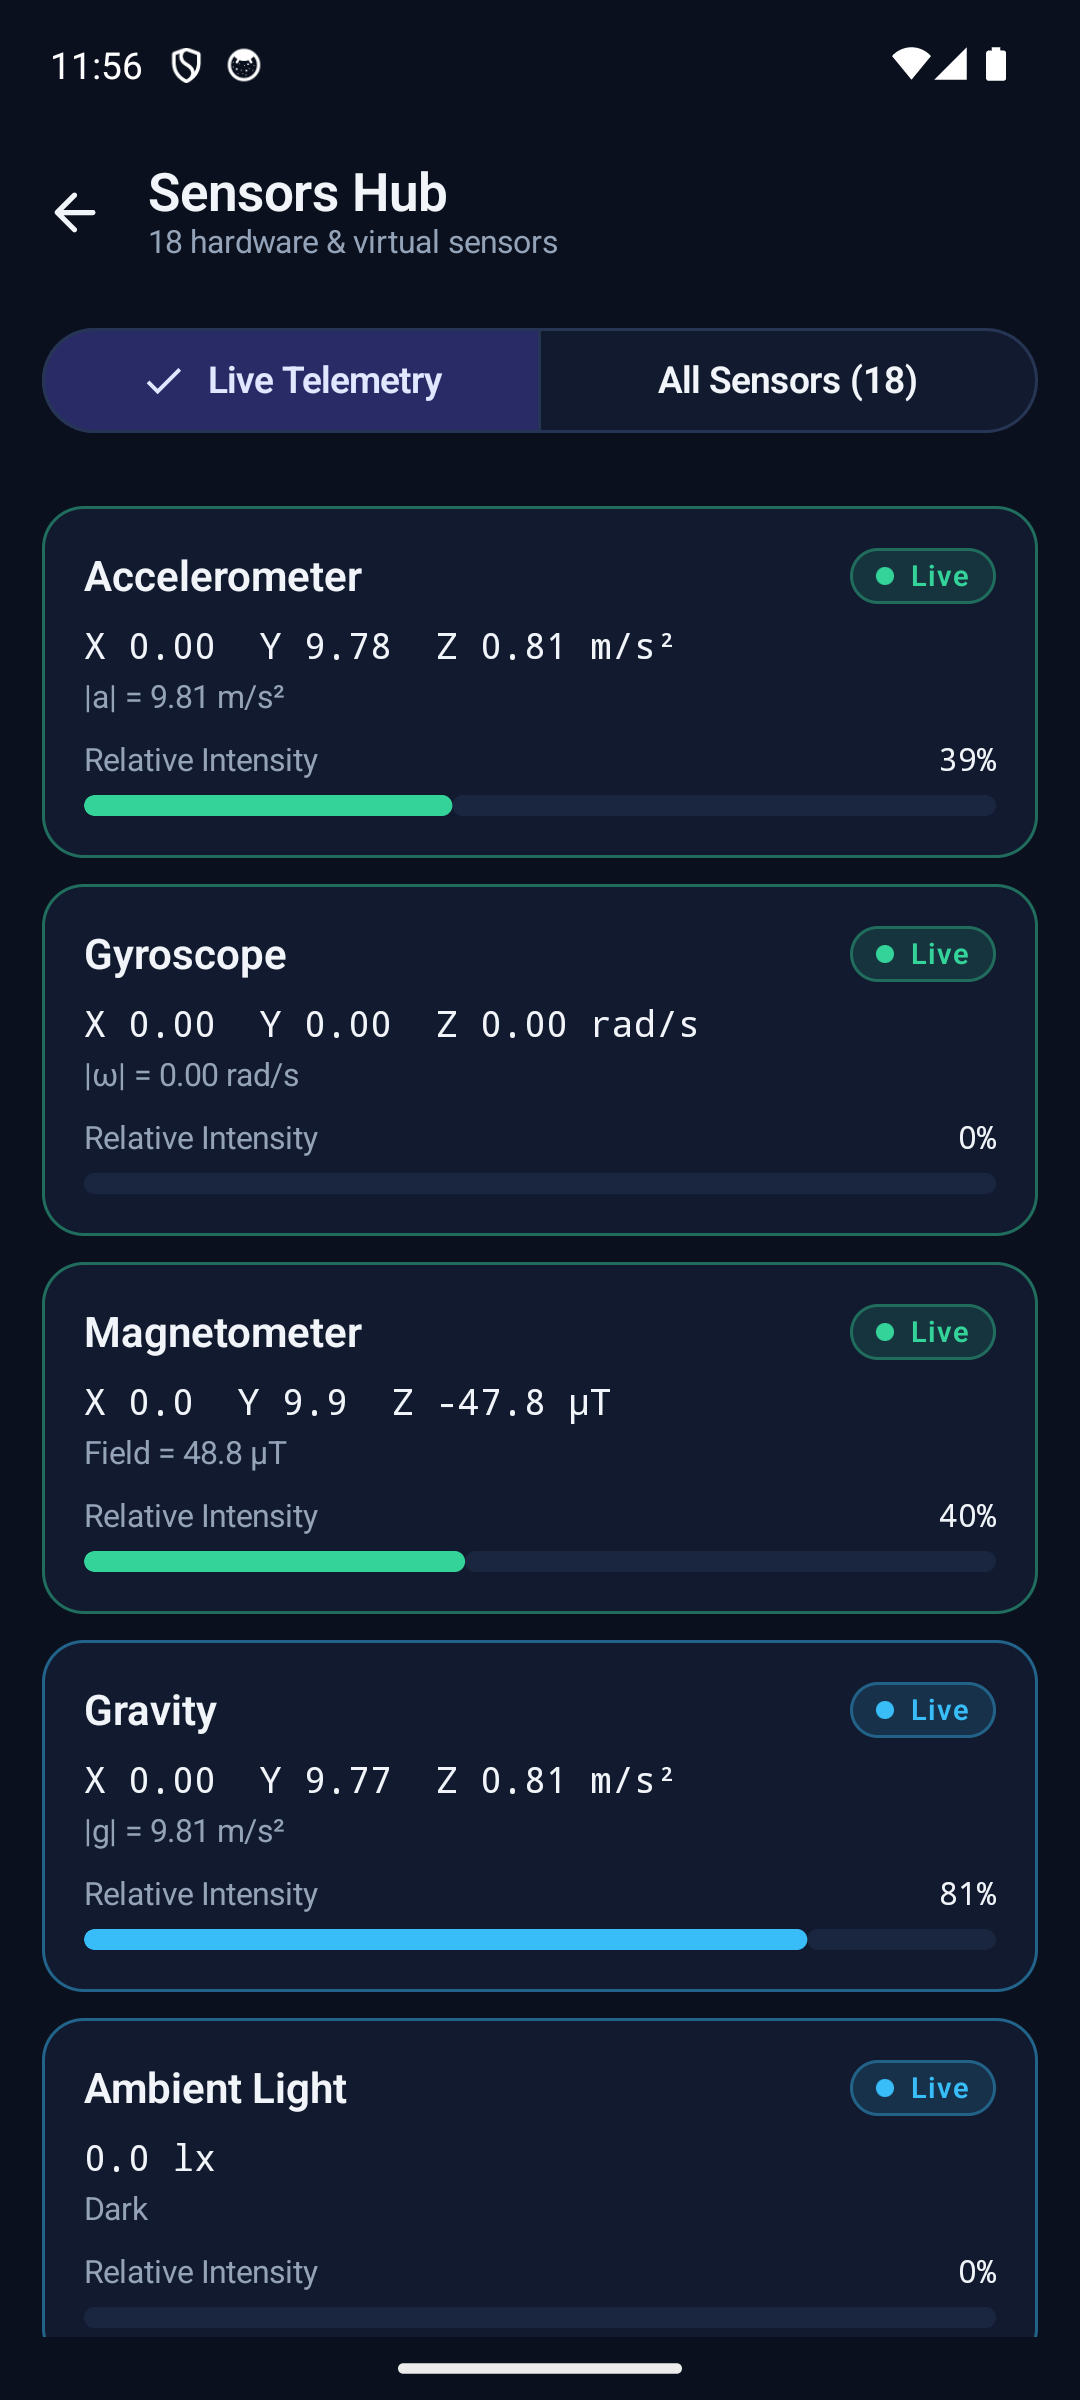 11:56
Sensors Hub
18 hardware & virtual sensors
Live Telemetry
All Sensors (18)
Accelerometer
Live
X 0.00 Y 9.78 Z 0.81 m/s²
|a| = 9.81 m/s²
Relative Intensity
39%
Gyroscope
Live
X 0.00 Y 0.00 Z 0.00 rad/s
|ω| = 0.00 rad/s
Relative Intensity
0%
Magnetometer
Live
X 0.0 Y 9.9 Z -47.8 µT
Field = 48.8 µT
Relative Intensity
40%
Gravity
Live
X 0.00 Y 9.77 Z 0.81 m/s²
|g| = 9.81 m/s²
Relative Intensity
81%
Ambient Light
Live
0.0 lx
Dark
Relative Intensity
0%